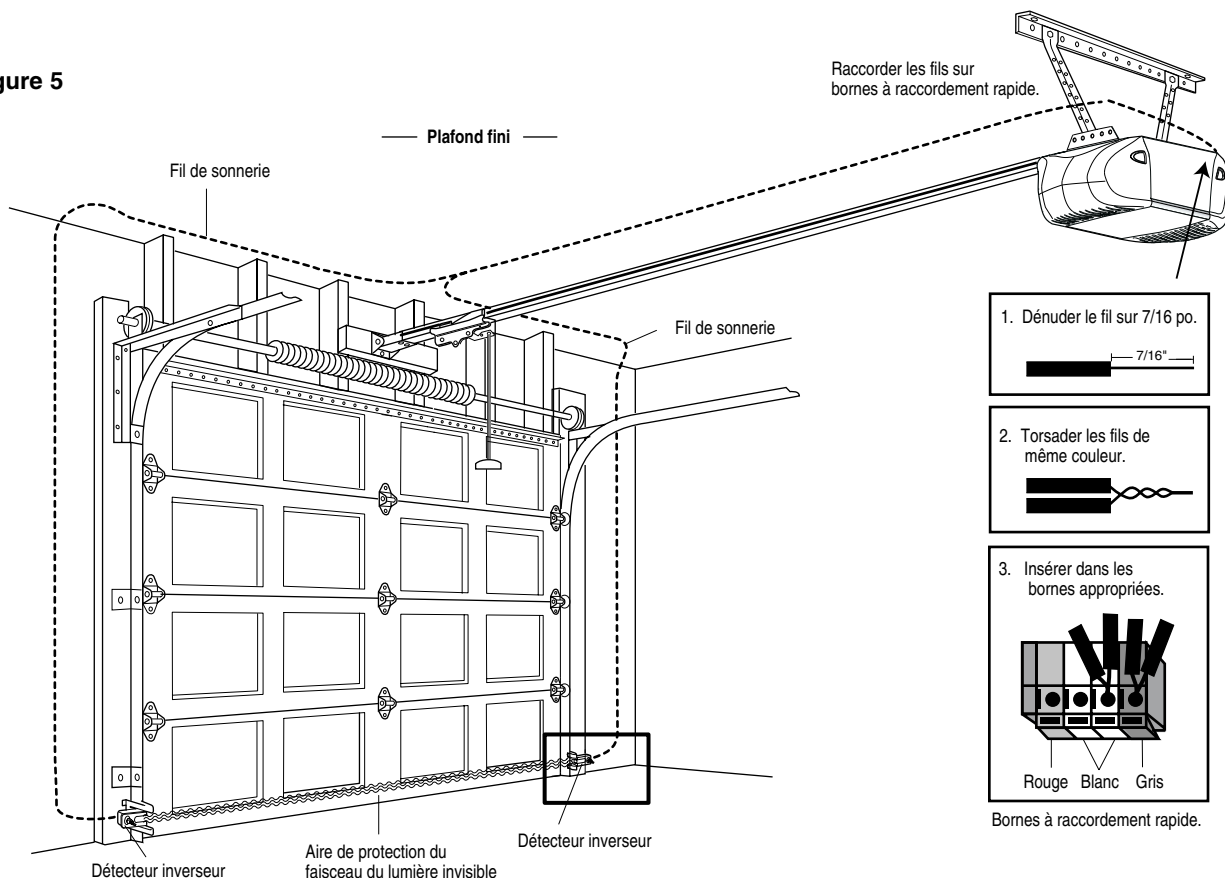 gure 5
Raccorder les fils sur
bornes à raccordement rapide.
Plafond fini
Fil de sonnerie
Fil de sonnerie
1. Dénuder le fil sur 7/16 po.
7/16"
2. Torsader les fils de
même couleur.
3. Insérer dans les
bornes appropriées.
Rouge Blanc Gris
Bornes à raccordement rapide.
Détecteur inverseur
Aire de protection du
faisceau du lumière invisible
Détecteur inverseur